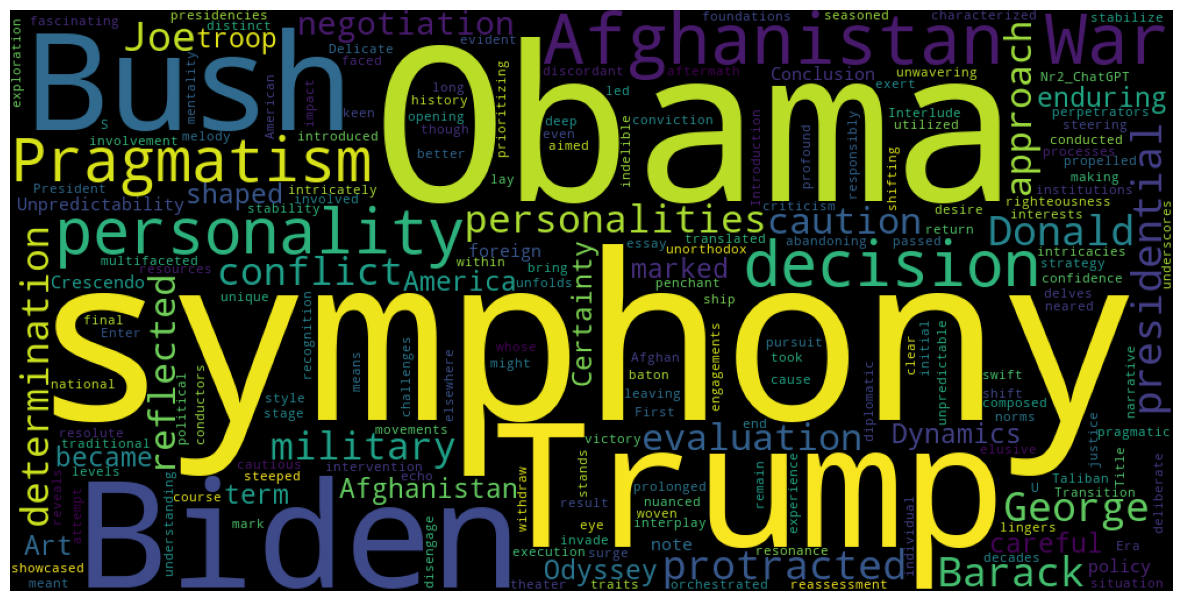 fascinating
presidencies
distinct
negotiation
seasoned
characterized
foundations
stabilize
Joe
troop
Bush
Obama
Afghanistan War
Delicate
evident
faced
discordant
aftermath
unwavering
exploration
mentality
American
impact
long
though
history
opening
keen
led
prioritizing
deep
even
aimed
indelible
conviction
Conclusion
exert
Interlude
utilized
profound
responsibly
steering
approach
Nr2_ChatGPT
enduring
perpetrators
S
involvement
melody
introduced
better
lay
Introduction
shifting
conducted
processes
propelled
making
institutions
righteousness
interests
Pragmatism
President
intricately
involved
shaped
Unpredictability
stability
personality
personalities
criticism
caution
desire
return
Donald
intricacies
presidential
underscores
multifaceted
resources
foreign
within
essay
translated
unorthodox
abandoning
passed
Crescendo
conflict
America
bring
unfolds
Certainty
marked
penchant
ship
decision
strategy
confidence
delves
neared
determination
reflected
unique
symphony
final
Enter
national
political
conductors
style
stage
recognition
means
challenges
whose
might
elsewhere
Afghan
baton
leaving
First
engagements
pursuit
took
cause
end
diplomatic
clear
initial
unpredictable
swift
shift
norms
composed
narrative
resolute
traditional
became
levels
reveals
attempt
movements
military
cautious
steeped
intervention
echo
victory
stands
evaluation
Dynamics
elusive
pragmatic
justice
Title
deliberate
Biden
Trump
Afghanistan
term
course
mark
understanding
withdraw
result
eye
invade
woven
prolonged
nuanced
interplay
remain
experience
U
Taliban
Transition
lingers
George
Art
showcased
meant
disengage
execution
surge
theater
note
Odyssey
traits
resonance
orchestrated
protracted
reassessment
individual
careful
Barack
Era
decades
policy
situation